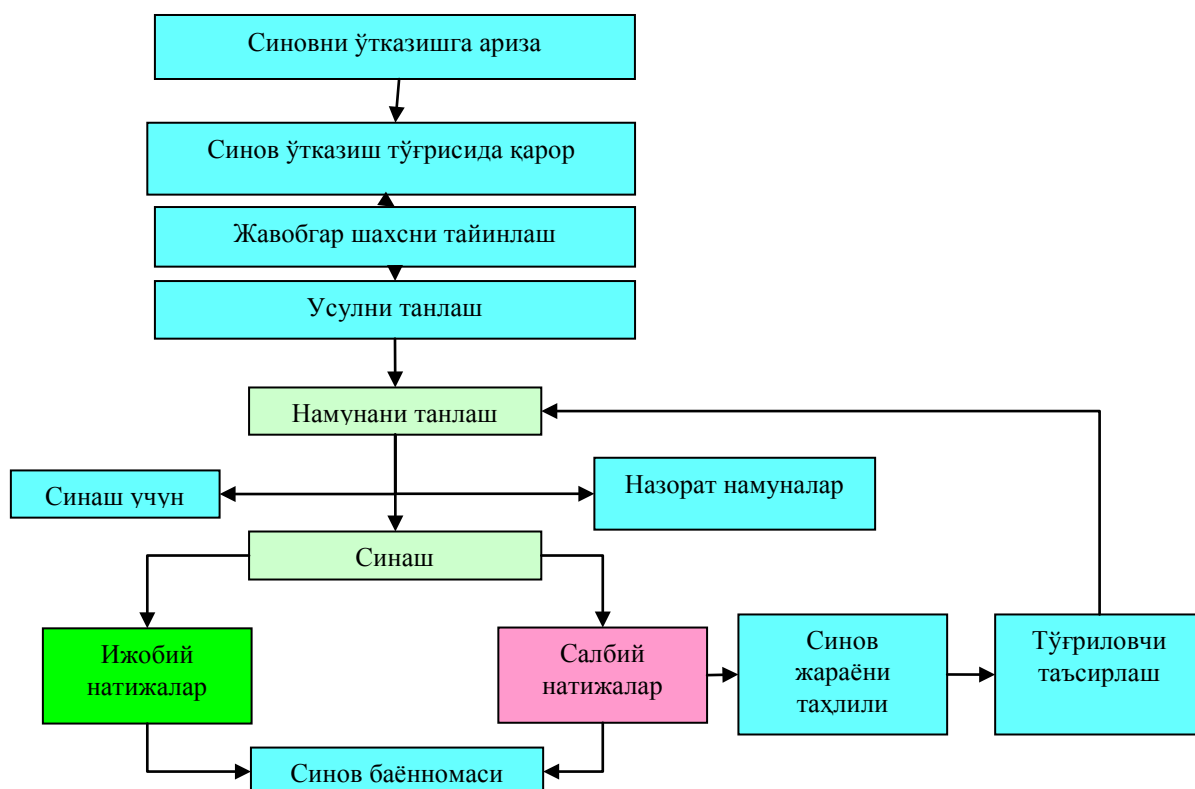 Синовни ўтказишга ариза
Синов ўтказиш тўғрисида қарор
Жавобгар шахсни тайинлаш
Усулни танлаш
Намунани танлаш
Синаш учун
Назорат намуналар
Синаш
Ижобий
натижалар
Салбий
натижалар
Синов
жараёни
таҳлили
Тўғриловчи
таъсирлаш
Синов баённомаси